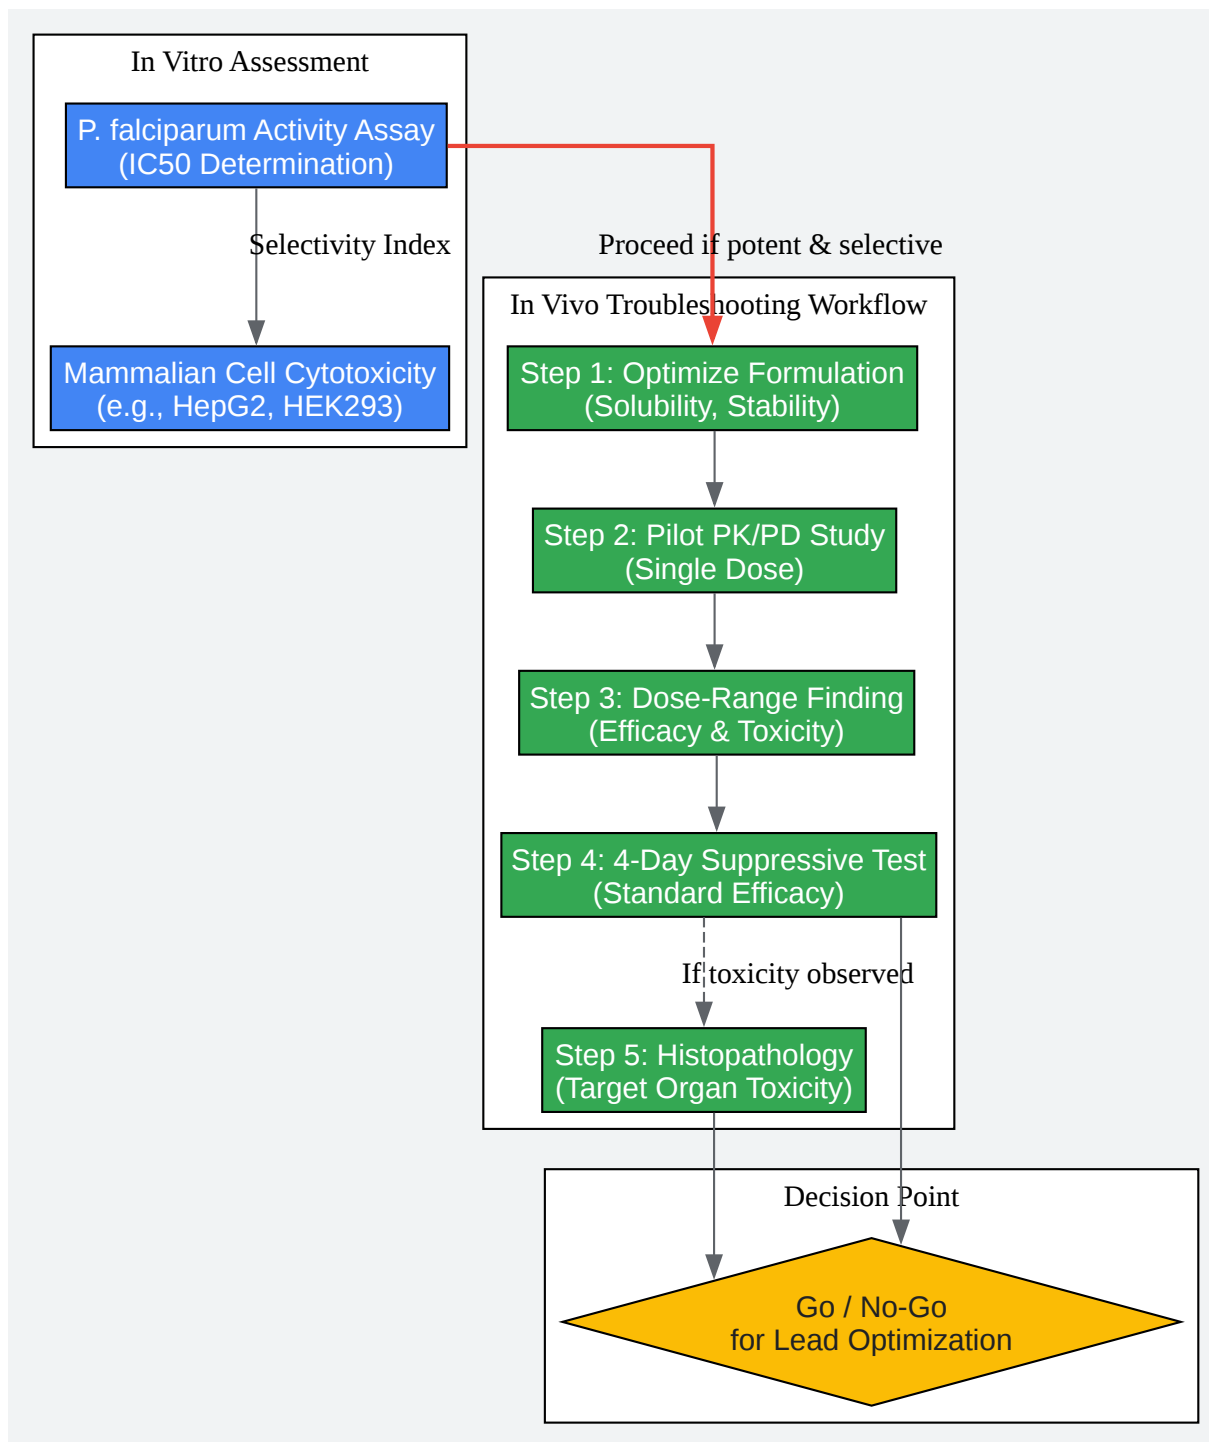 In Vitro Assessment
P. falciparum Activity Assay
(IC50 Determination)
Selectivity Index
Mammalian Cell Cytotoxicity
(e.g., HepG2, HEK293)
Proceed if potent & selective
In Vivo Troubleshooting Workflow
Step 1: Optimize Formulation
(Solubility, Stability)
Step 2: Pilot PK/PD Study
(Single Dose)
Step 3: Dose-Range Finding
(Efficacy & Toxicity)
Step 4: 4-Day Suppressive Test
(Standard Efficacy)
If toxicity observed
Step 5: Histopathology
(Target Organ Toxicity)
Decision Point
Go / No-Go
for Lead Optimization